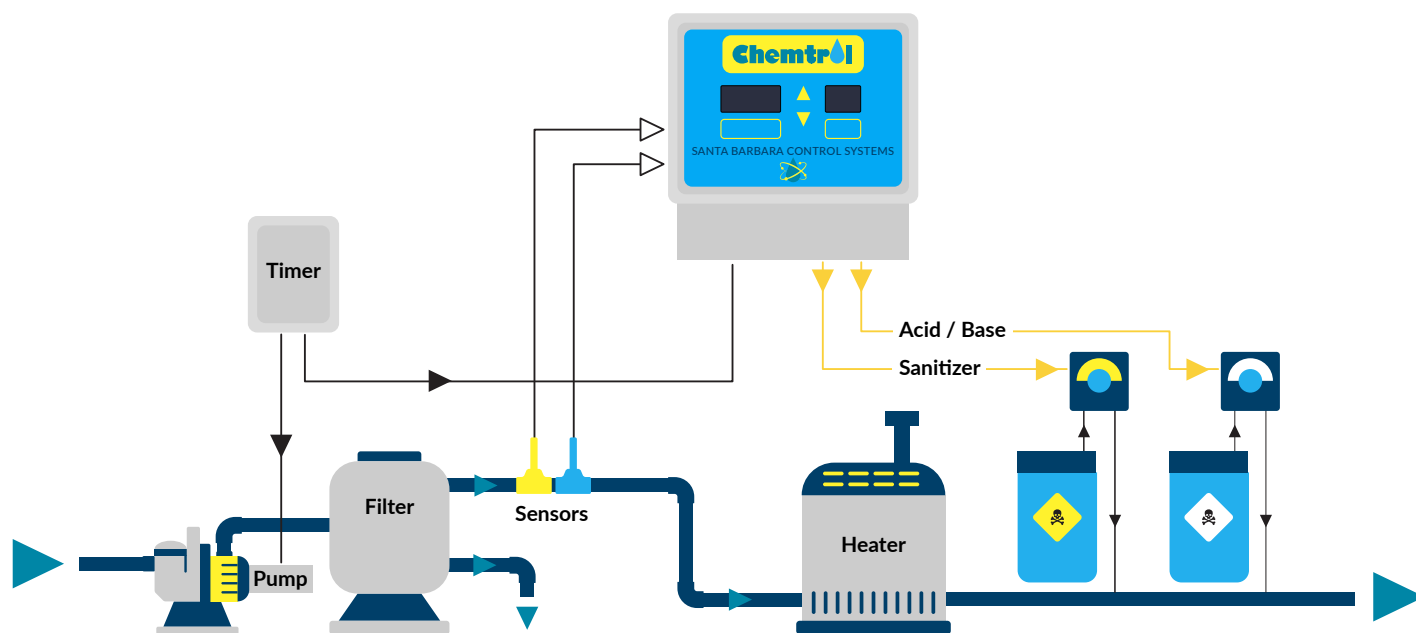 Chemtrol
SANTA BARBARA CONTROL SYSTEMS
Timer
Acid / Base
Sanitizer
Filter
Sensors
Heater
Pump